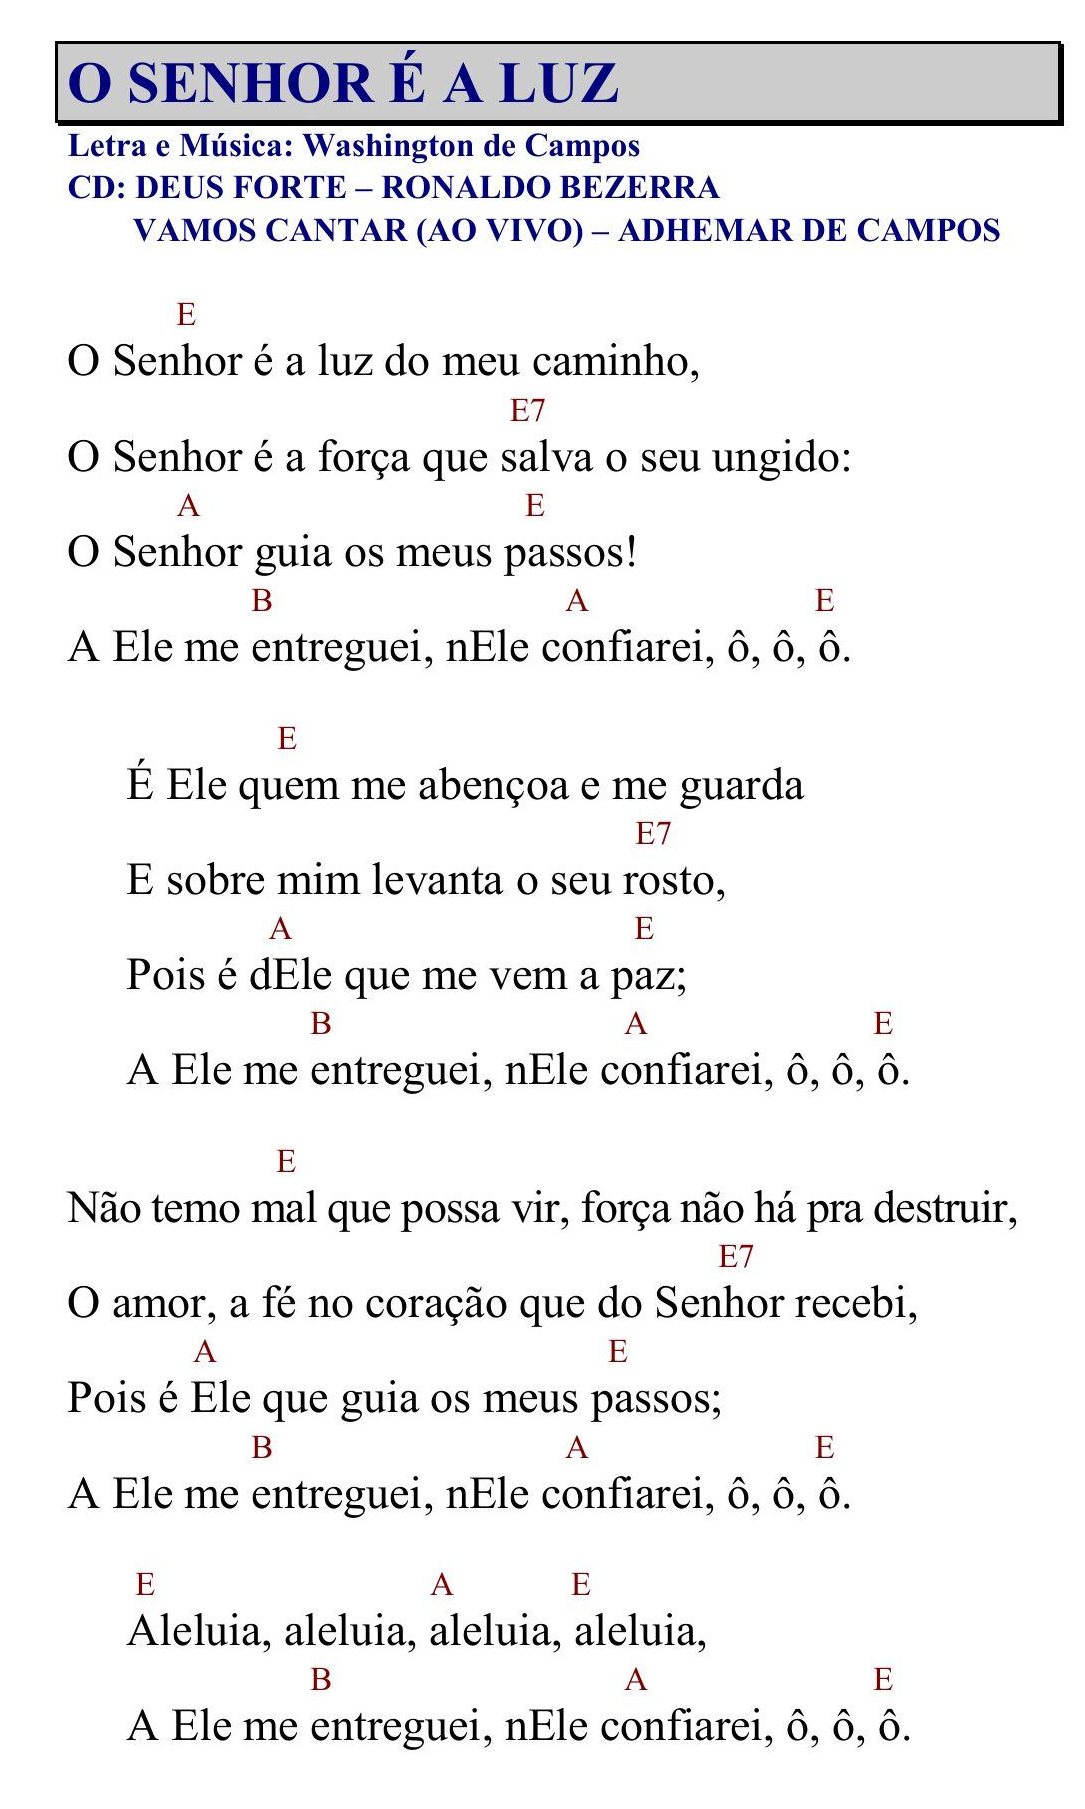 O SENHOR É A LUZ
Letra e Música: Washington de Campos
CD: DEUS FORTE – RONALDO BEZERRA
VAMOS CANTAR (AO VIVO) – ADHEMAR DE CAMPOS
E
O Senhor é a luz do meu caminho,
E7
O Senhor é a força que salva o seu ungido:
A E
O Senhor guia os meus passos!
B A E
A Ele me entreguei, nEle confiarei, ô, ô, ô.
E
É Ele quem me abençoa e me guarda
E7
E sobre mim levanta o seu rosto,
A E
Pois é dEle que me vem a paz;
B A E
A Ele me entreguei, nEle confiarei, ô, ô, ô.
E
Não temo mal que possa vir, força não há pra destruir,
E7
O amor, a fé no coração que do Senhor recebi,
A E
Pois é Ele que guia os meus passos;
B A E
A Ele me entreguei, nEle confiarei, ô, ô, ô.
E A E
Aleluia, aleluia, aleluia, aleluia,
B A E
A Ele me entreguei, nEle confiarei, ô, ô, ô.